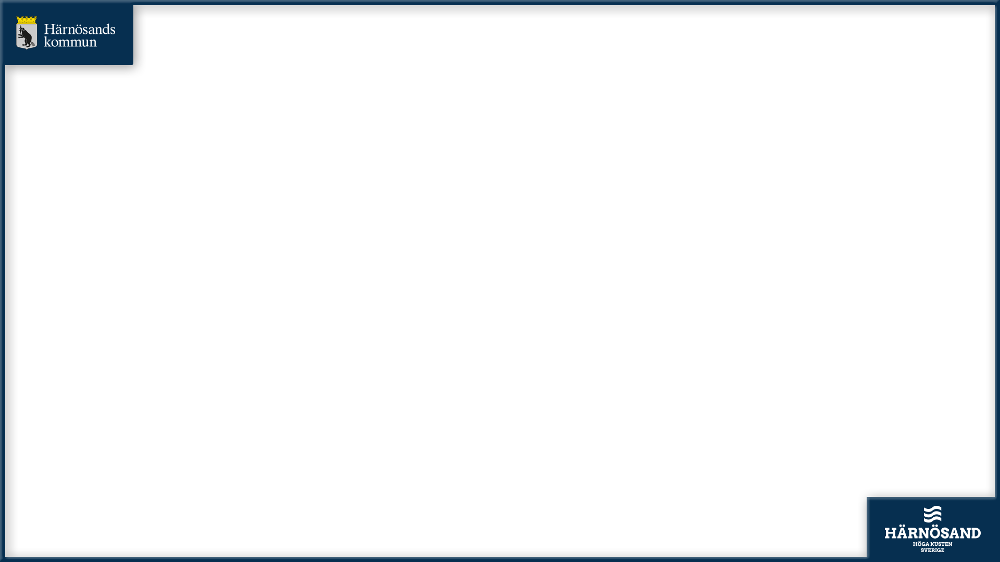 Härnösands
kommun
HÄRNÖSAND
HÖGA KUSTEN
SVERIGE